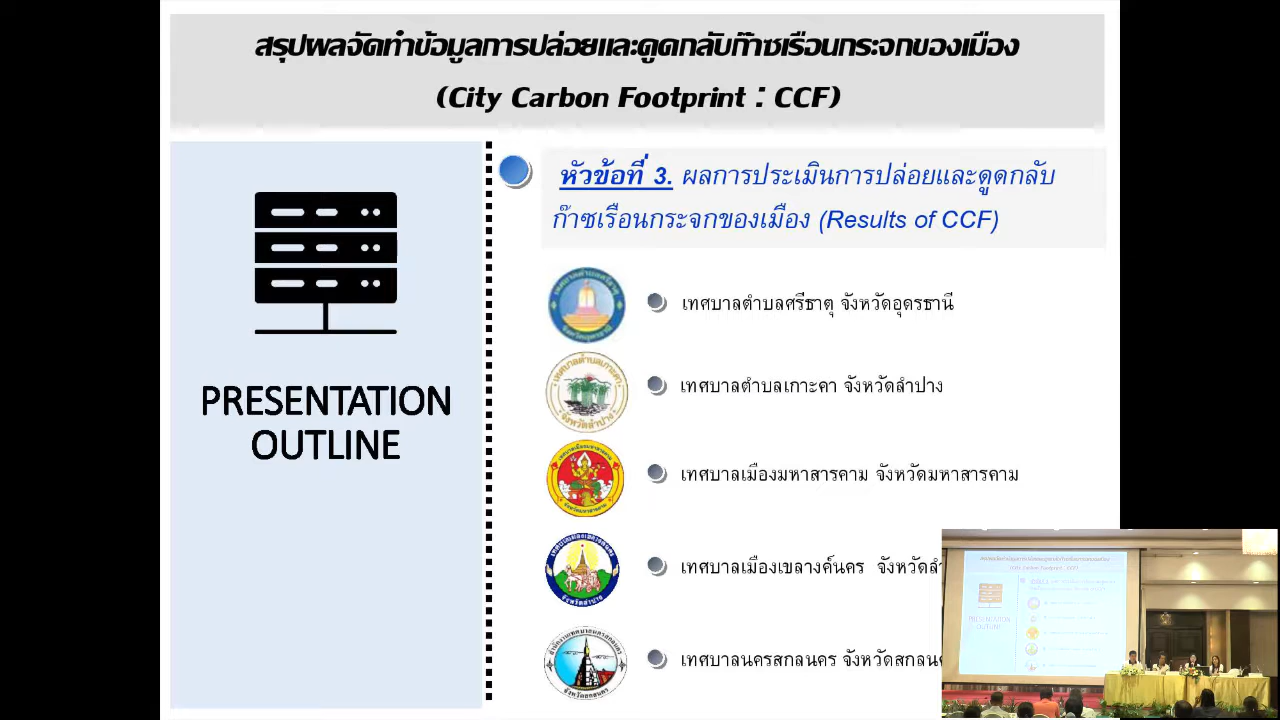 สรุปผลจัดทำข้อมูลการปล่อยและดูดกลับก๊าซเรือนกระจกของเมือง
(City Carbon Footprint : CCF)
หัวข้อที่ 3. ผลการประเมินการปล่อยและดูดกลับ
ก๊าซเรือนกระจกของเมือง (Results of CCF)
PRESENTATION
OUTLINE
เทศบาลตำบลศรีธาตุ จังหวัดอุดรธานี
เทศบาลตำบลเกาะคา จังหวัดลำปาง
เทศบาลเมืองมหาสารคาม จังหวัดมหาสารคาม
เทศบาลเมืองเขลางค์นคร จังหวัดลำ
เทศบาลนครสกลนคร จังหวัดสกลน